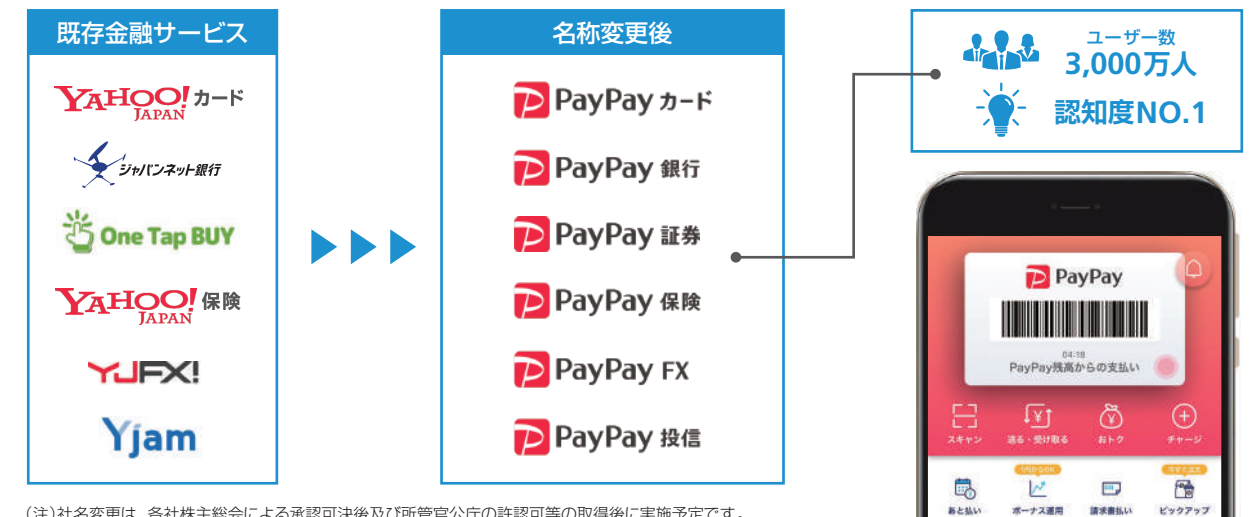 既存金融サービス
YAHOO! JAPAN カード
ジャパンネット銀行
One Tap BUY
YAHOO! JAPAN 保険
YJFX!
Yjam
名称変更後
PayPay カード
PayPay 銀行
PayPay 証券
PayPay 保険
PayPay FX
PayPay 投信
ユーザー数
3,000万人
認知度NO.1
PayPay
04:18
PayPay残高からの支払い
スキャン
送る・受け取る
おトク
チャージ
あと払い
ボーナス運用
請求書払い
ピックアップ
(注)社名変更は、各社株主総会による承認可決後及び所管官公庁の許認可等の取得後に実施予定です。